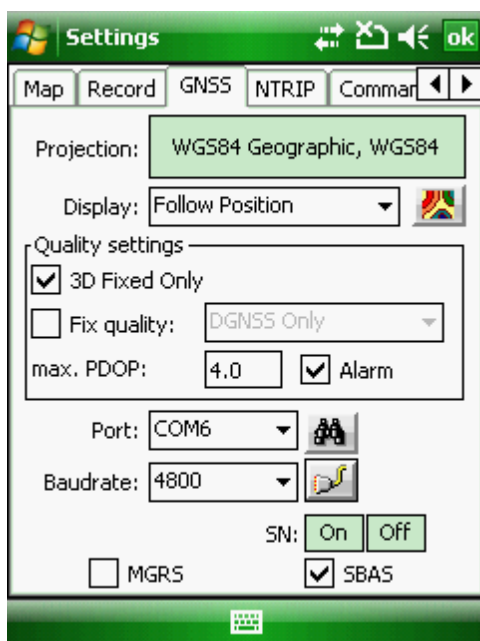 Settings ok
Map Record GNSS NTRIP Commar
Projection: WGS84 Geographic, WGS84
Display: Follow Position
Quality settings
3D Fixed Only
Fix quality: DGNSS Only
max. PDOP: 4.0 Alarm
Port: COM6
Baudrate: 4800
SN: On Off
MGRS SBAS